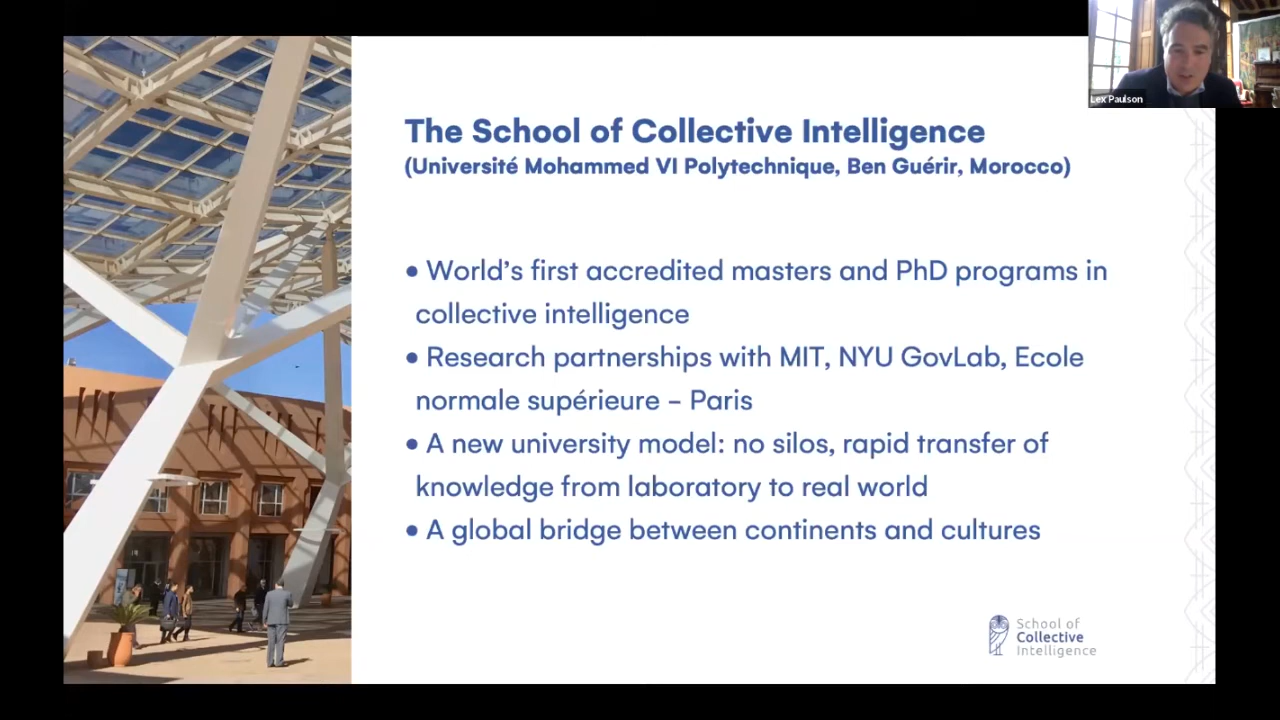 Lex Paulson
The School of Collective Intelligence
(Université Mohammed VI Polytechnique, Ben Guérir, Morocco)
• World’s first accredited masters and PhD programs in
collective intelligence
• Research partnerships with MIT, NYU GovLab, Ecole
normale supérieure – Paris
• A new university model: no silos, rapid transfer of
knowledge from laboratory to real world
• A global bridge between continents and cultures
School of
Collective
Intelligence